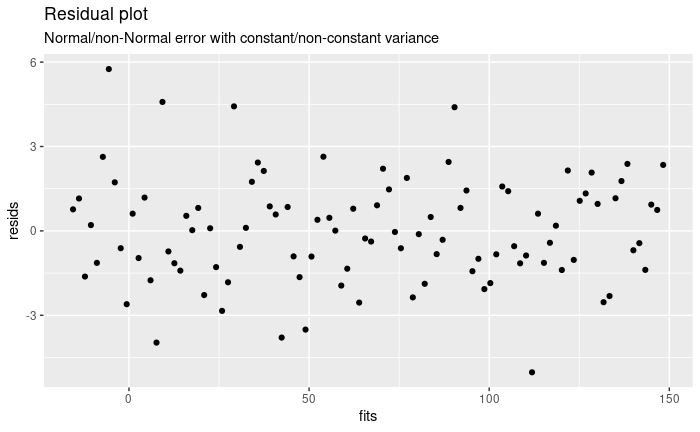 Residual plot
Normal/non-Normal error with constant/non-constant variance
6
3
0
-3
resids
0
50
100
150
fits